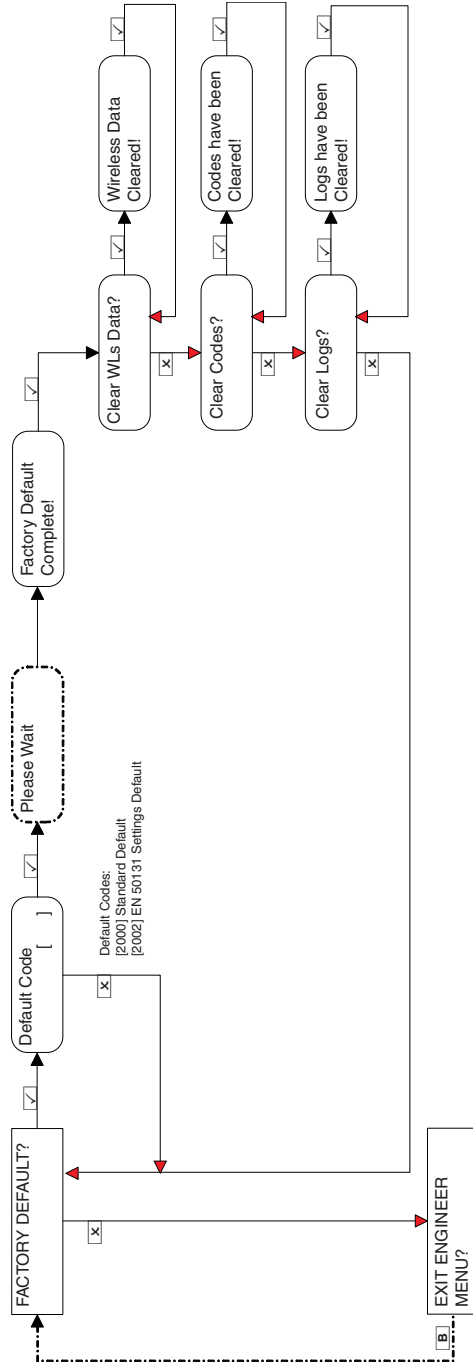 FACTORY DEFAULT?
Default Code
[ ]
Please Wait
Factory Default
Complete!
Default Codes:
[2000] Standard Default
[2002] EN 50131 Settings Default
Clear WLs Data?
Wireless Data
Cleared!
Clear Codes?
Codes have been
Cleared!
Clear Logs?
Logs have been
Cleared!
EXIT ENGINEER
MENU?
B